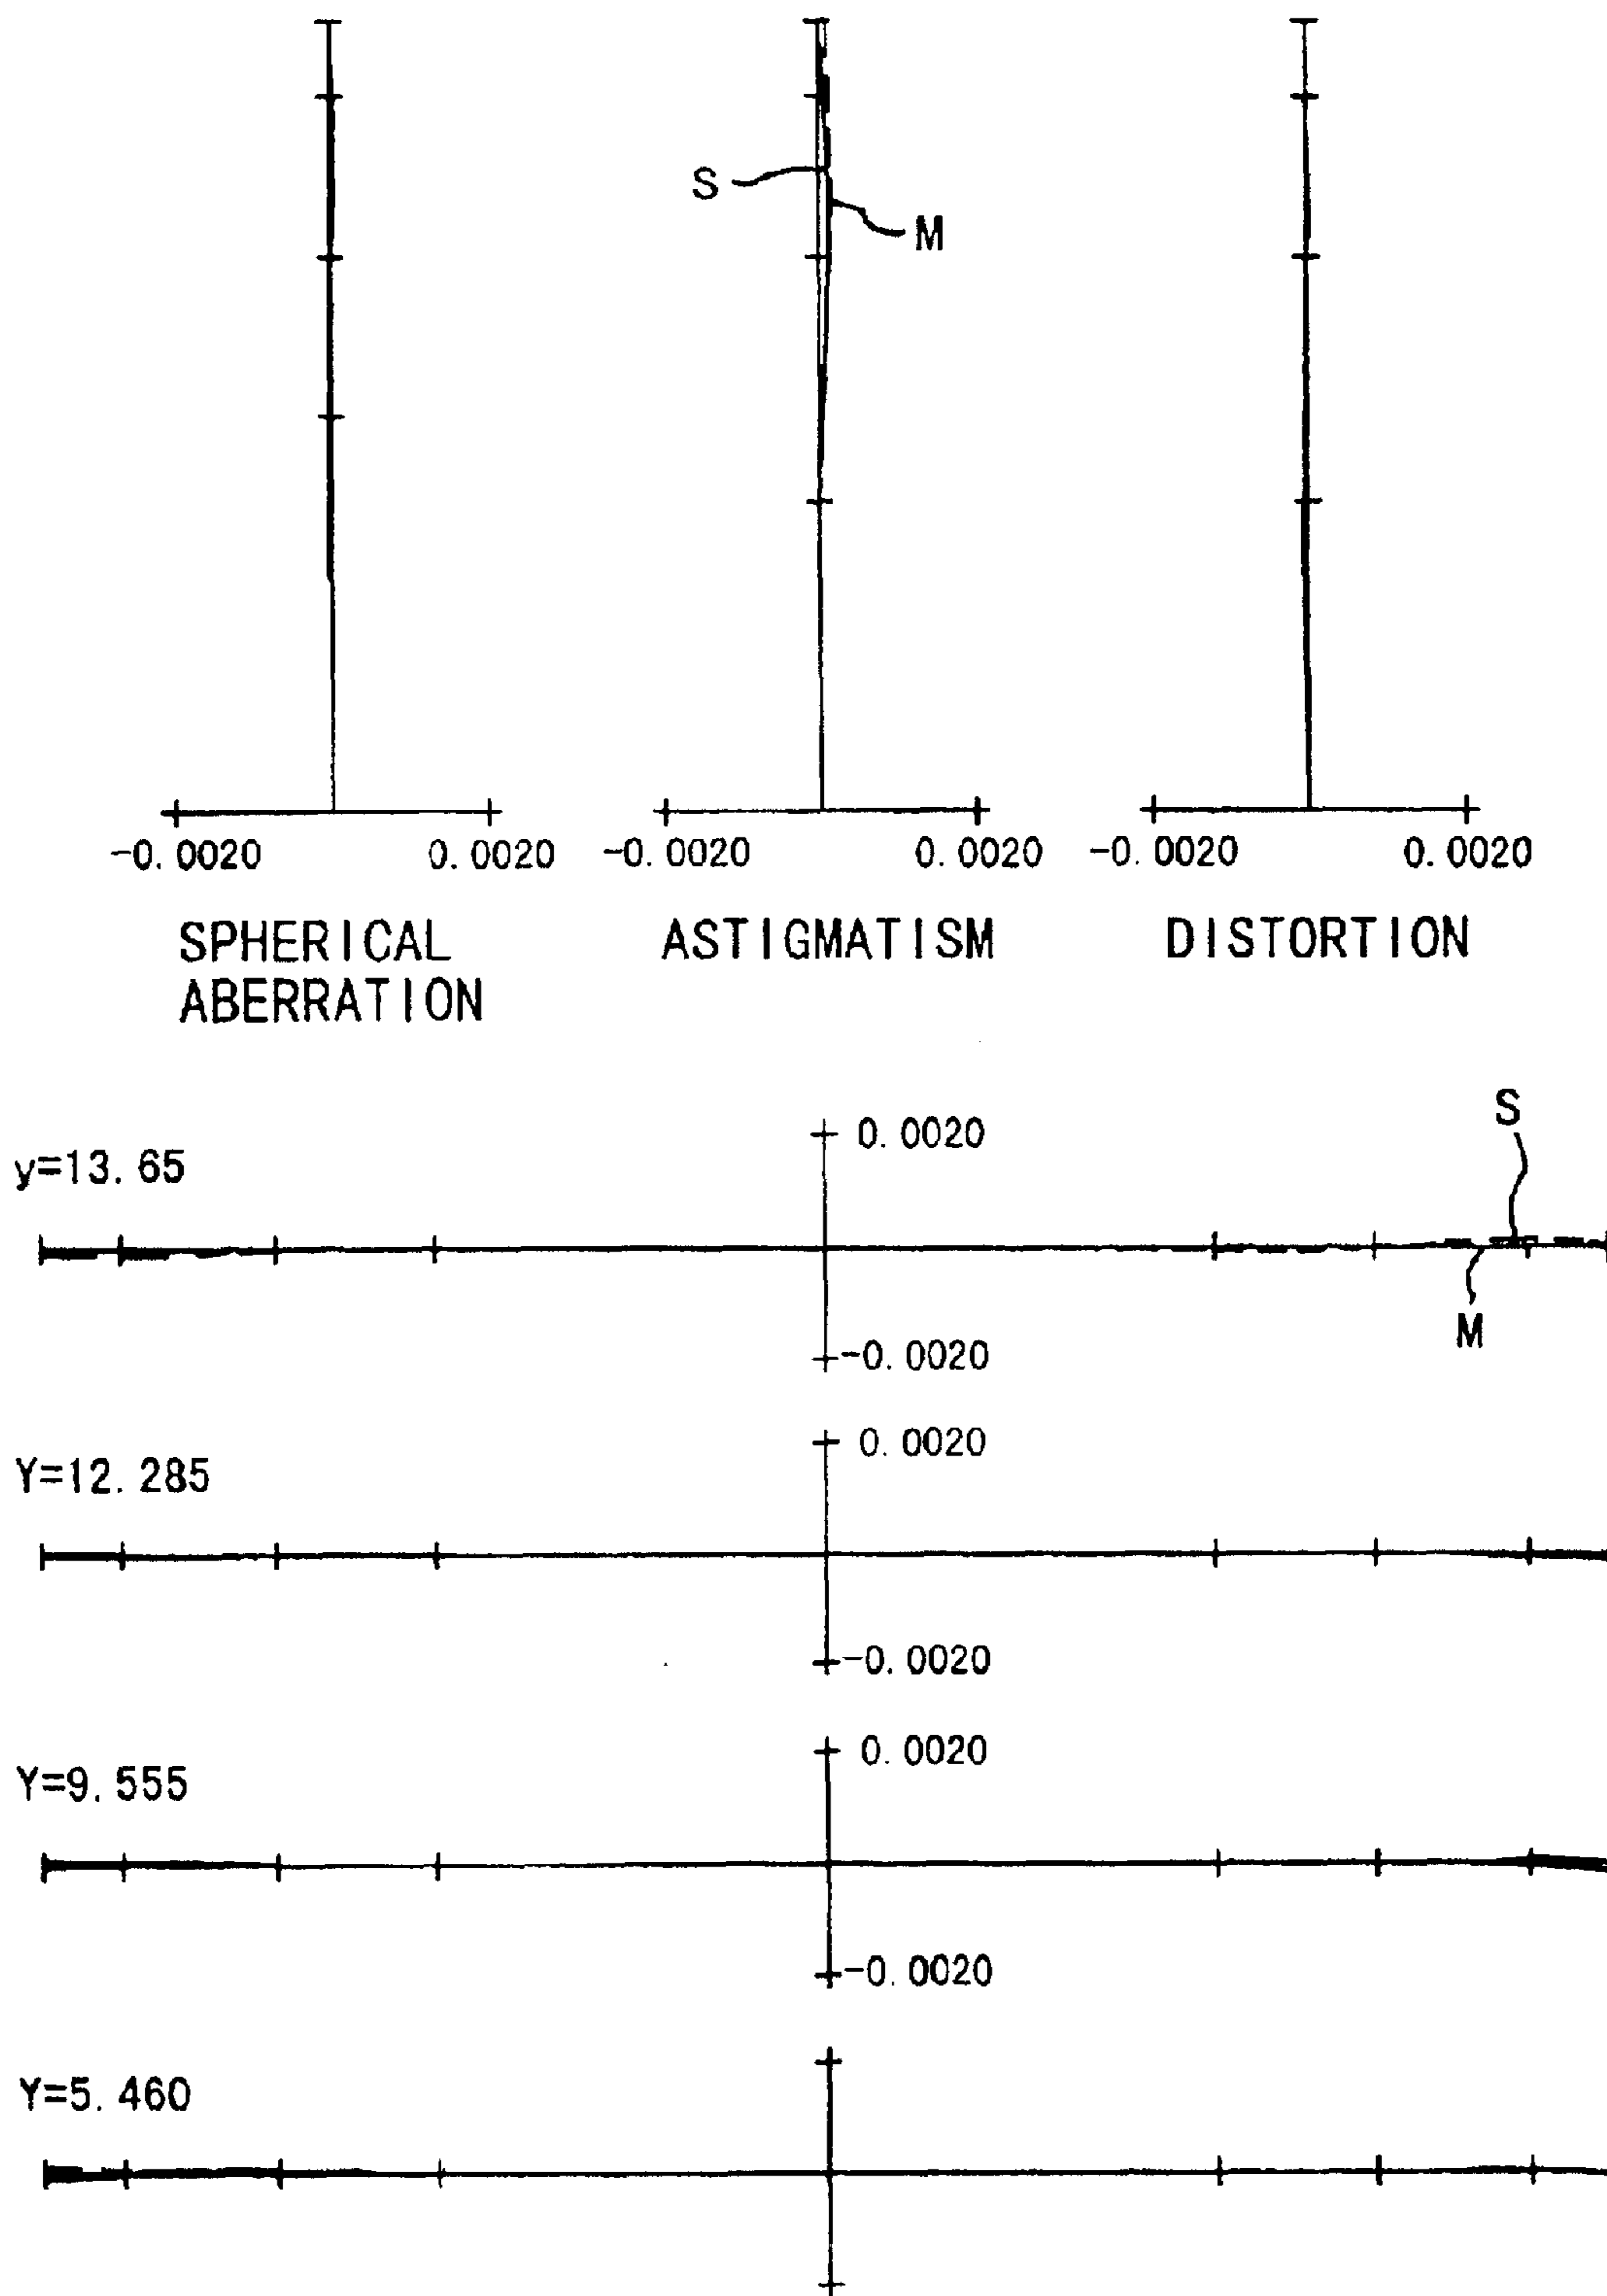 S
M
-0.0020 0.0020 -0.0020 0.0020 -0.0020 0.0020
SPHERICAL ABERRATION
ASTIGMATISM
DISTORTION
y=13.65
0.0020
S
M
-0.0020
Y=12.285
0.0020
-0.0020
Y=9.555
0.0020
-0.0020
Y=5.460